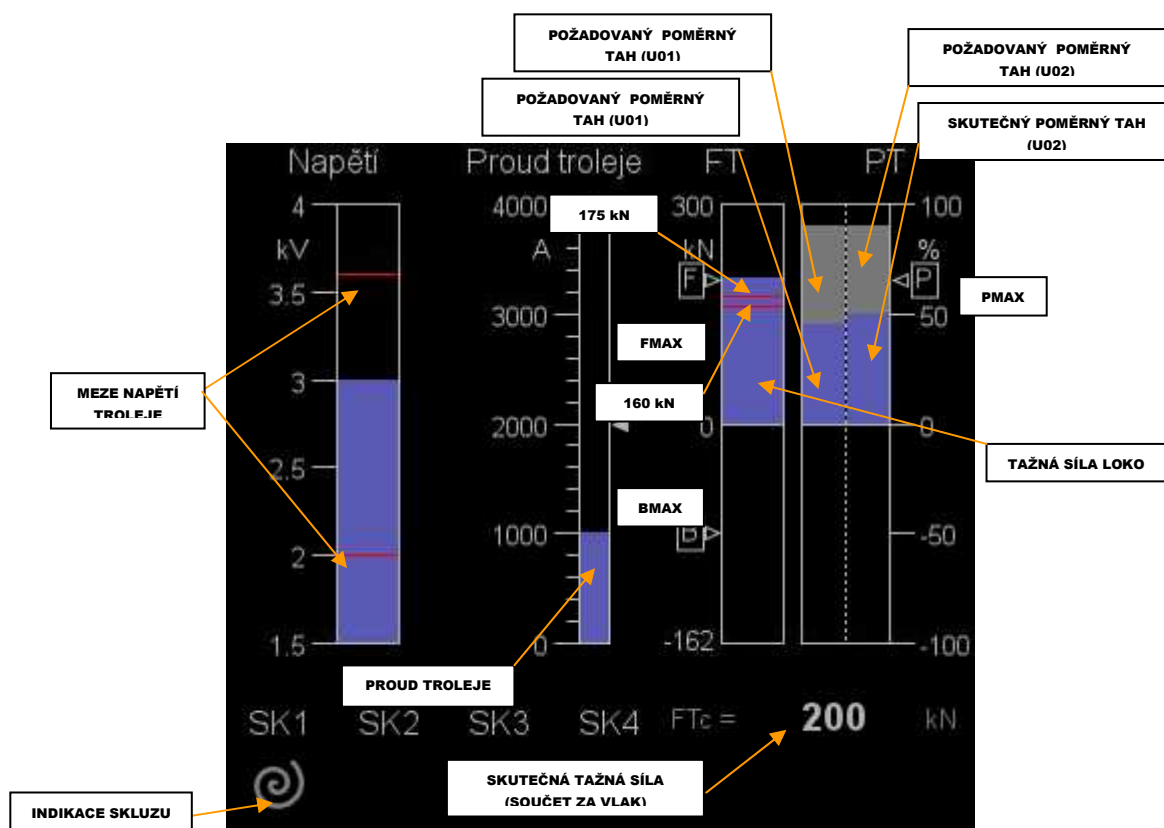 POŽADOVANÝ POMĚRNÝ
TAH (U01)
POŽADOVANÝ POMĚRNÝ
TAH (U02)
POŽADOVANÝ POMĚRNÝ
TAH (U01)
SKUTEČNÝ POMĚRNÝ TAH
(U02)
Napětí
Proud troleje
FT
PT
4
kV
3.5
3
2.5
2
1.5
4000
A
3000
2000
1000
0
175 kN
300
kN
F
FMAX
160 kN
0
BMAX
B
-162
100
%
P
50
0
-50
-100
PMAX
MEZE NAPĚTÍ
TROLEJE
TAŽNÁ SÍLA LOKO
PROUD TROLEJE
SK1
SK2
SK3
SK4
FTc =
200
kN
SKUTEČNÁ TAŽNÁ SÍLA
(SOUČET ZA VLAK)
INDIKACE SKLUZU